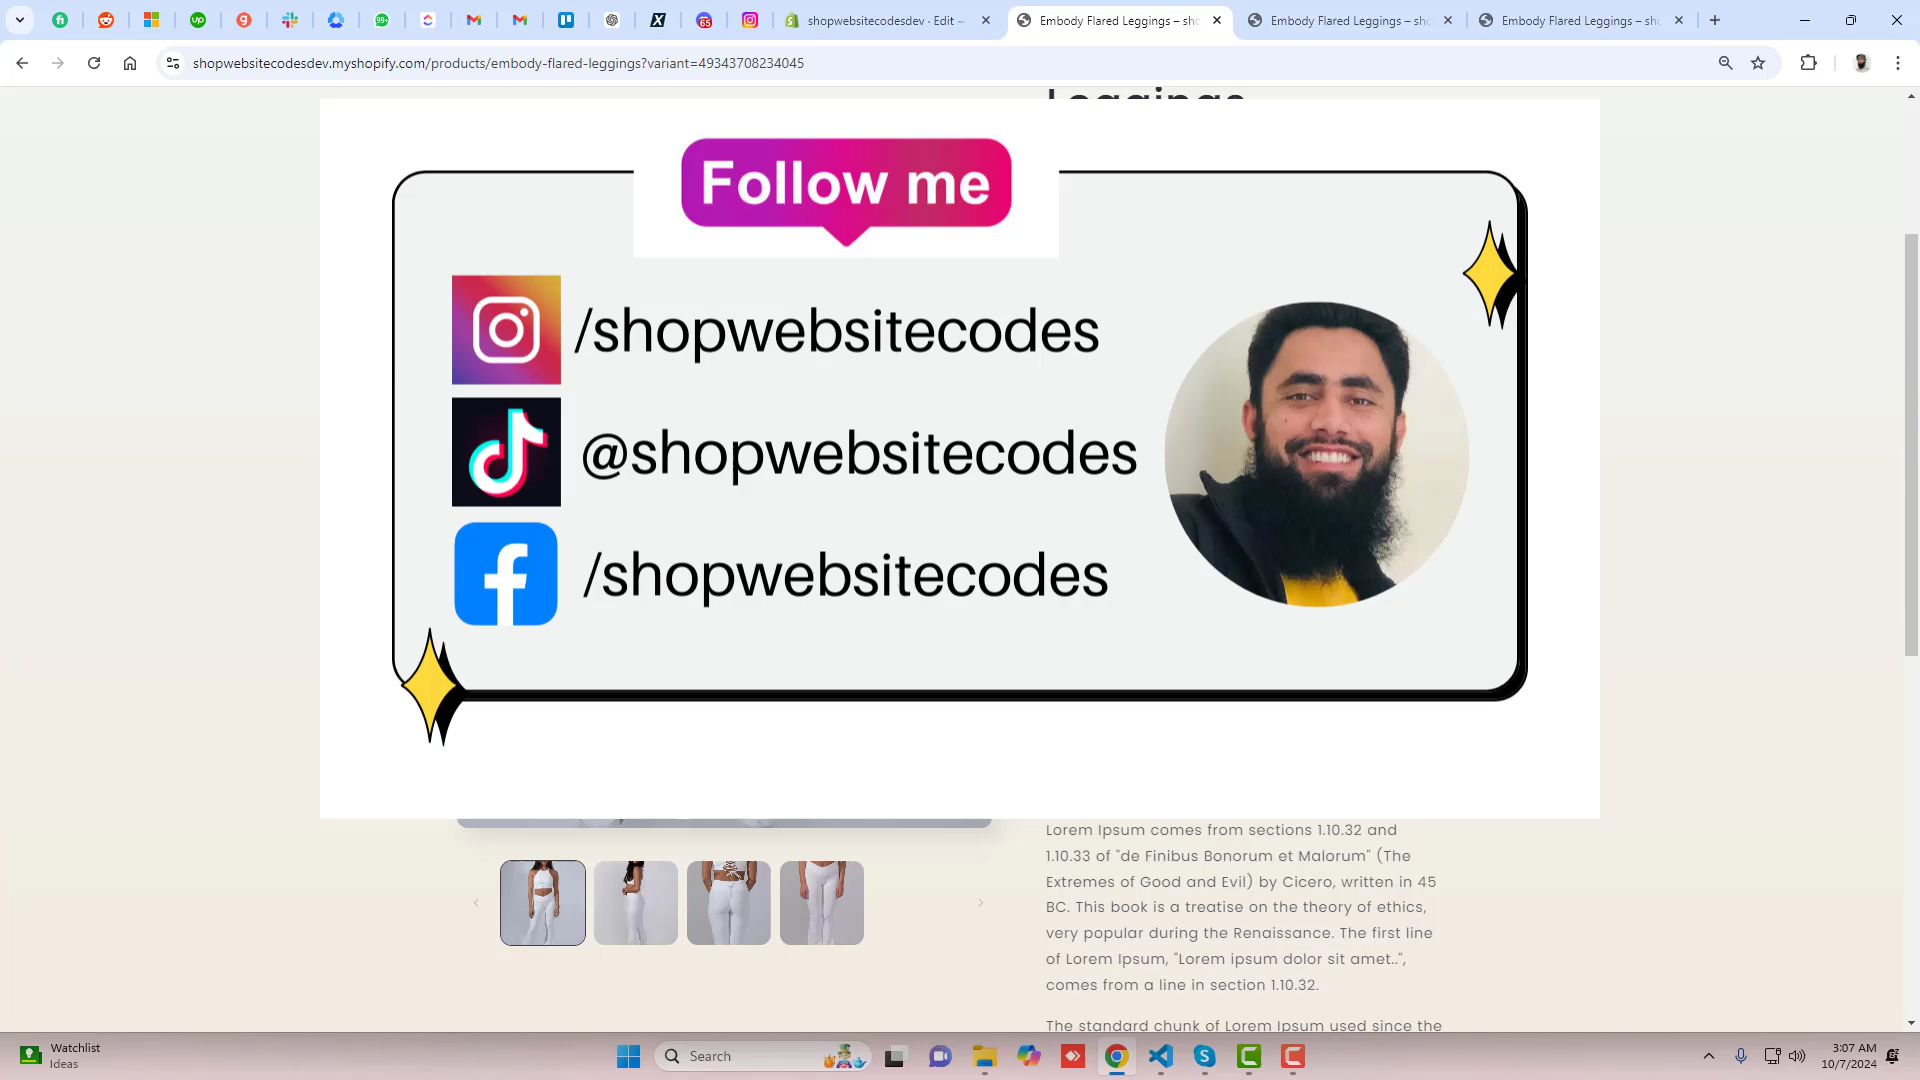 shopwebsitecodesdev - Edit ~
Embody Flared Leggings – sho
Embody Flared Leggings – sho
Embody Flared Leggings – sho
shopwebsitecodesdev.myshopify.com/products/embody-flared-leggings?variant=49343708234045
Leggings
Follow me
/shopwebsitecodes
@shopwebsitecodes
/shopwebsitecodes
Lorem Ipsum comes from sections 1.10.32 and
1.10.33 of "de Finibus Bonorum et Malorum" (The
Extremes of Good and Evil) by Cicero, written in 45
BC. This book is a treatise on the theory of ethics,
very popular during the Renaissance. The first line
of Lorem Ipsum, "Lorem ipsum dolor sit amet..",
comes from a line in section 1.10.32.
The standard chunk of Lorem Ipsum used since the
Watchlist
Ideas
Search
3:07 AM
10/7/2024